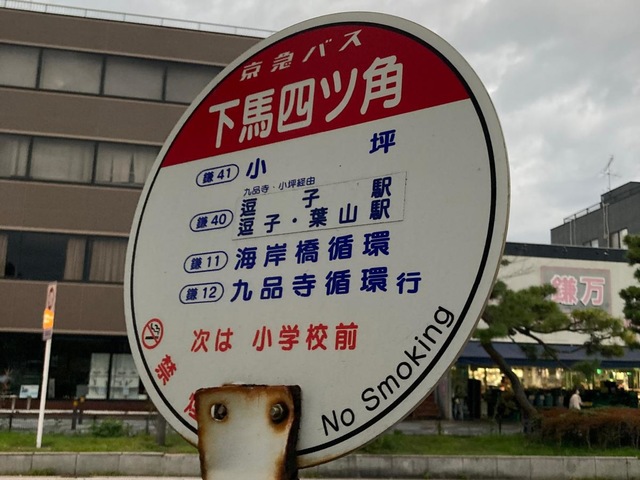 京急バス
下馬四ツ角
鎌41 小坪
九品寺・小坪経由
鎌40 逗子駅
逗子・葉山駅
鎌11 海岸橋循環
鎌12 九品寺循環行
次は 小学校前
禁
No Smoking
鎌万